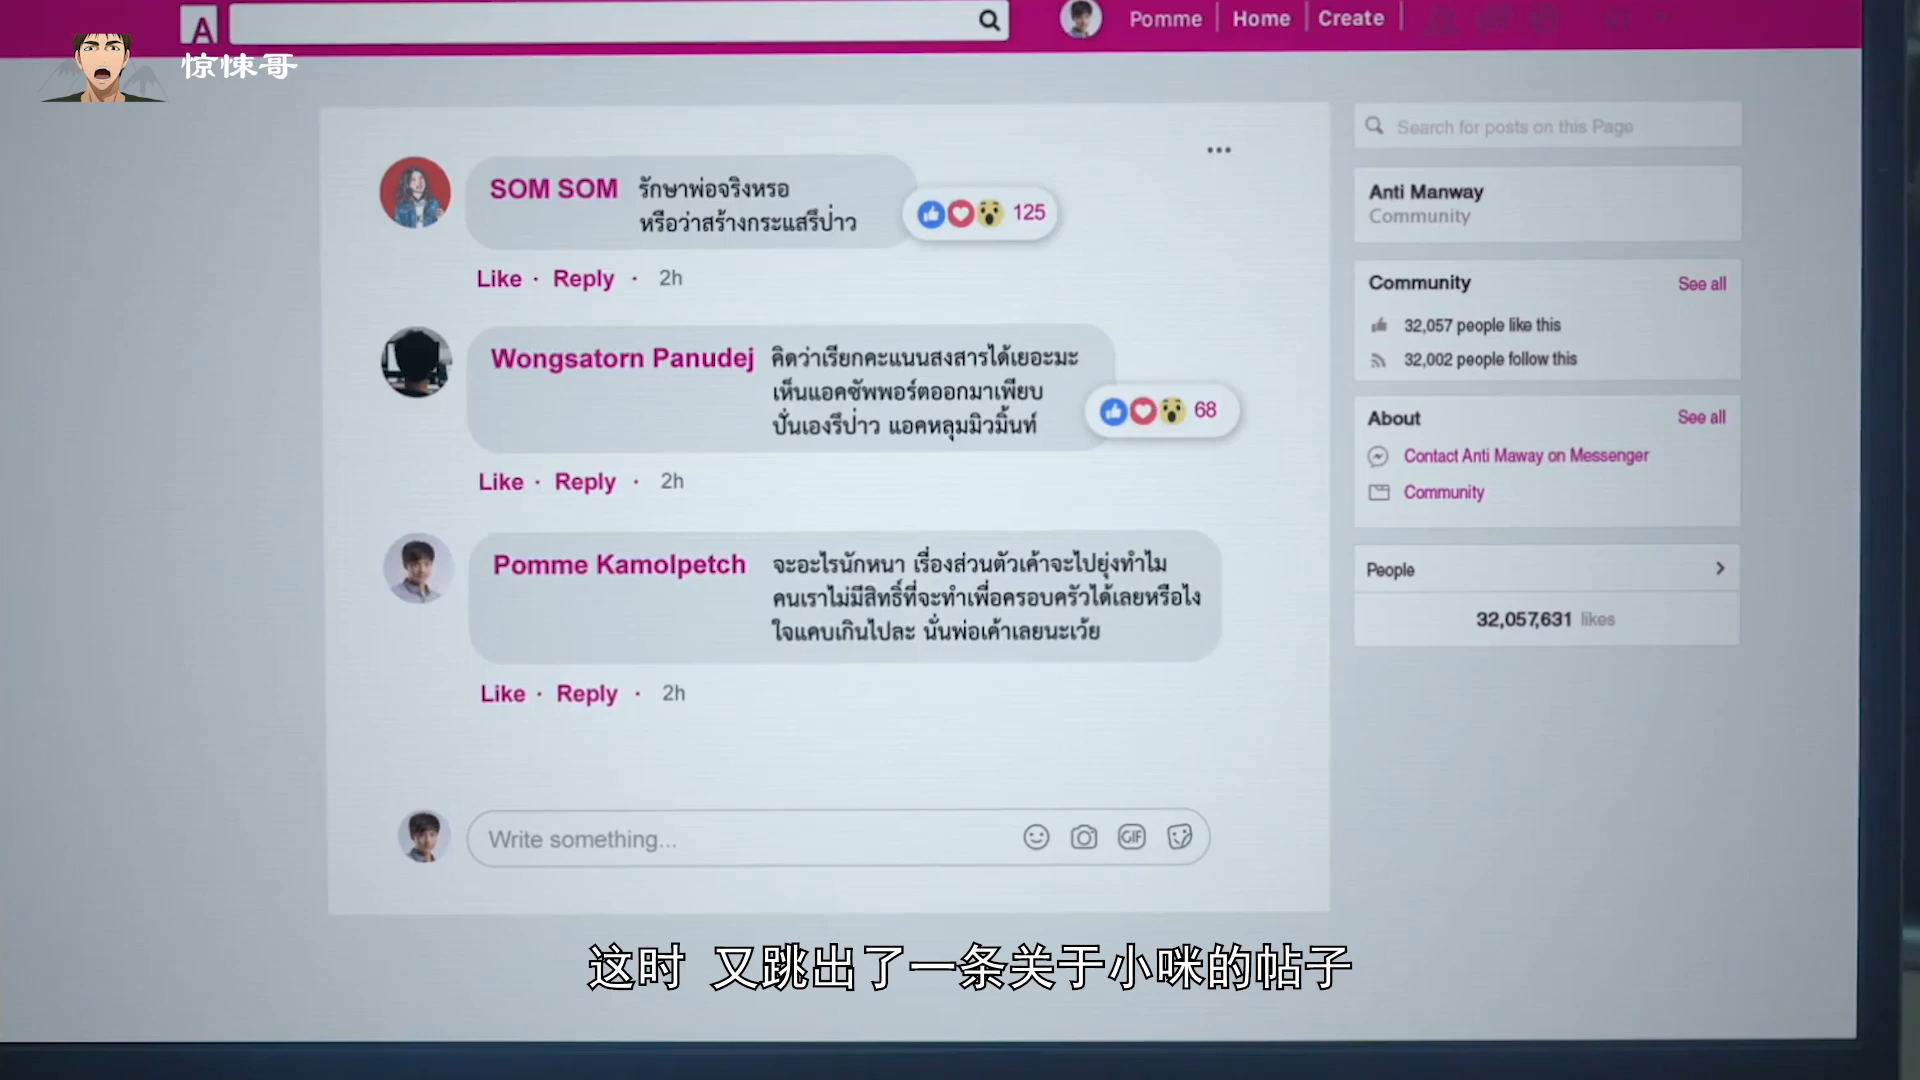 A
Pomme
Home
Create
惊悚哥
SOM SOM รักษาพ่อจริงหรอ
หรือว่าสร้างกระแสรึป่าว
125
Like · Reply · 2h
Wongsatorn Panudej คิดว่าเรียกคะแนนสงสารได้เยอะมะ
เห็นแอคซัพพอร์ตออกมาเพียบ
ปั่นเองรึป่าว แอคหลุมมิวมิ้นท์
68
Like · Reply · 2h
Pomme Kamolpetch จะอะไรนักหนา เรื่องส่วนตัวเค้าจะไปยุ่งทำไม
คนเราไม่มีสิทธิ์ที่จะทำเพื่อครอบครัวได้เลยหรือไง
ใจแคบเกินไปละ นั่นพ่อเค้าเลยนะเว้ย
Like · Reply · 2h
Write something...
GIF
Search for posts on this Page
Anti Manway
Community
Community See all
32,057 people like this
32,002 people follow this
About See all
Contact Anti Maway on Messenger
Community
People
32,057,631 likes
这时 又跳出了一条关于小咪的帖子